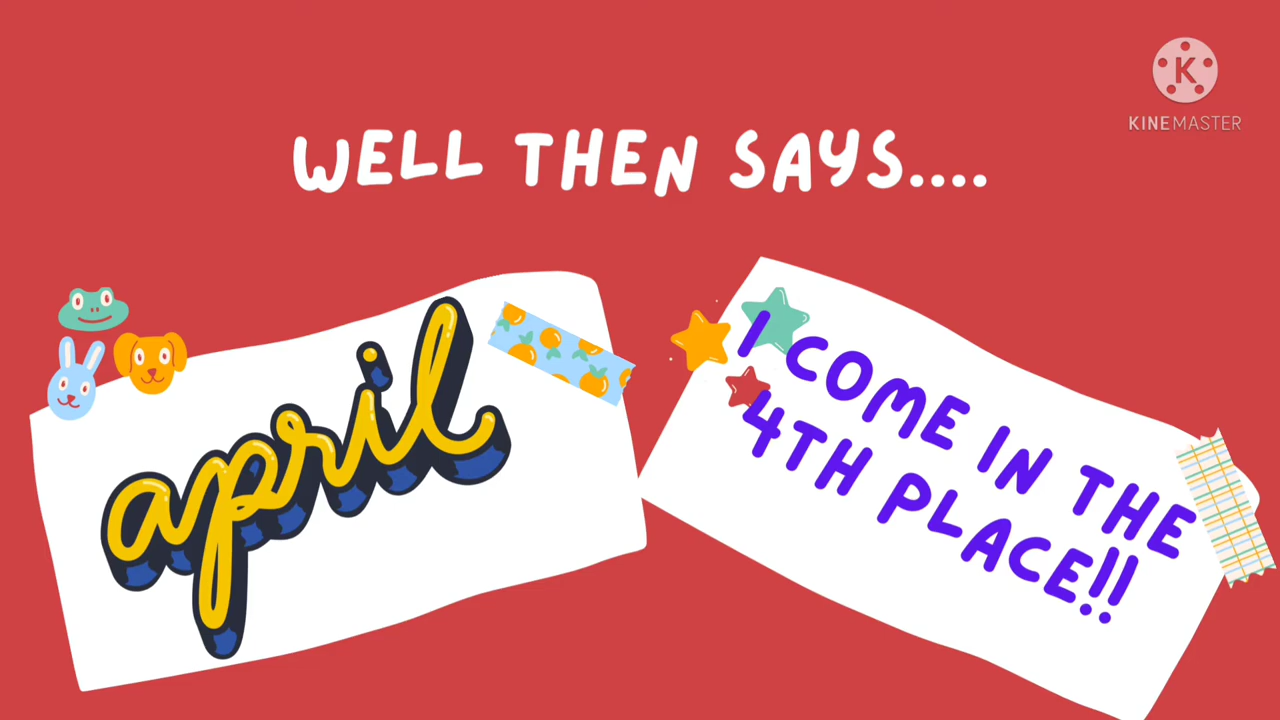 K
KINEMASTER
WELL THEN SAYS....
april
I COME IN THE
4TH PLACE!!